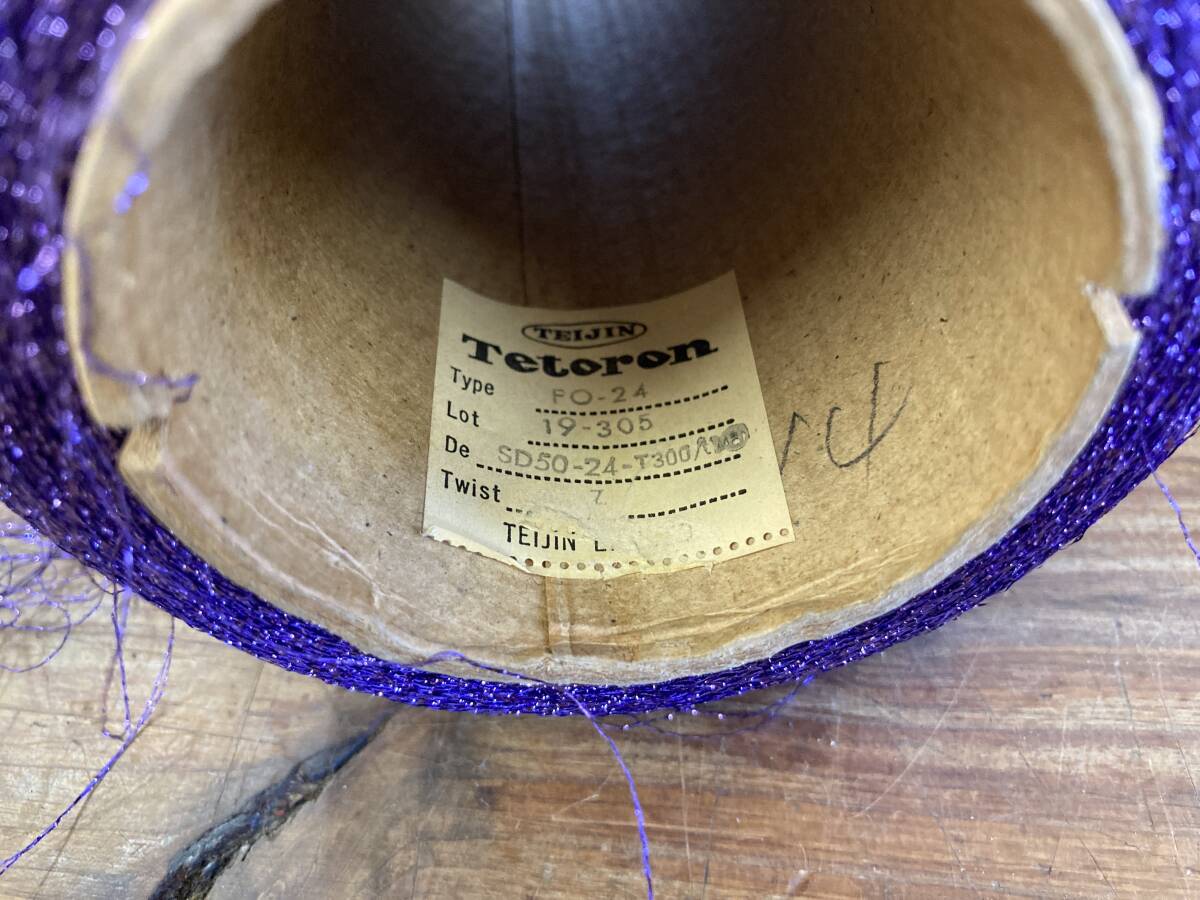 TEIJIN
Tetoron
Type FO-24
Lot 19-305
De SD50-24-T300/
Twist Z
TEIJIN